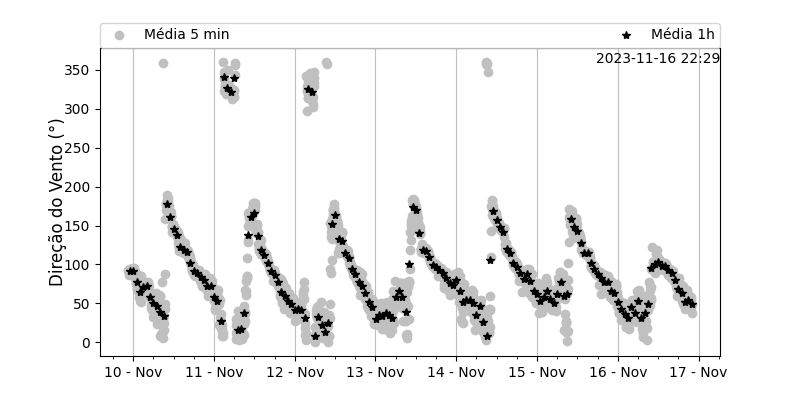 Média 5 min
Média 1h
2023-11-16 22:29
Direção do Vento (°)
350
300
250
200
150
100
50
0
10 - Nov
11 - Nov
12 - Nov
13 - Nov
14 - Nov
15 - Nov
16 - Nov
17 - Nov